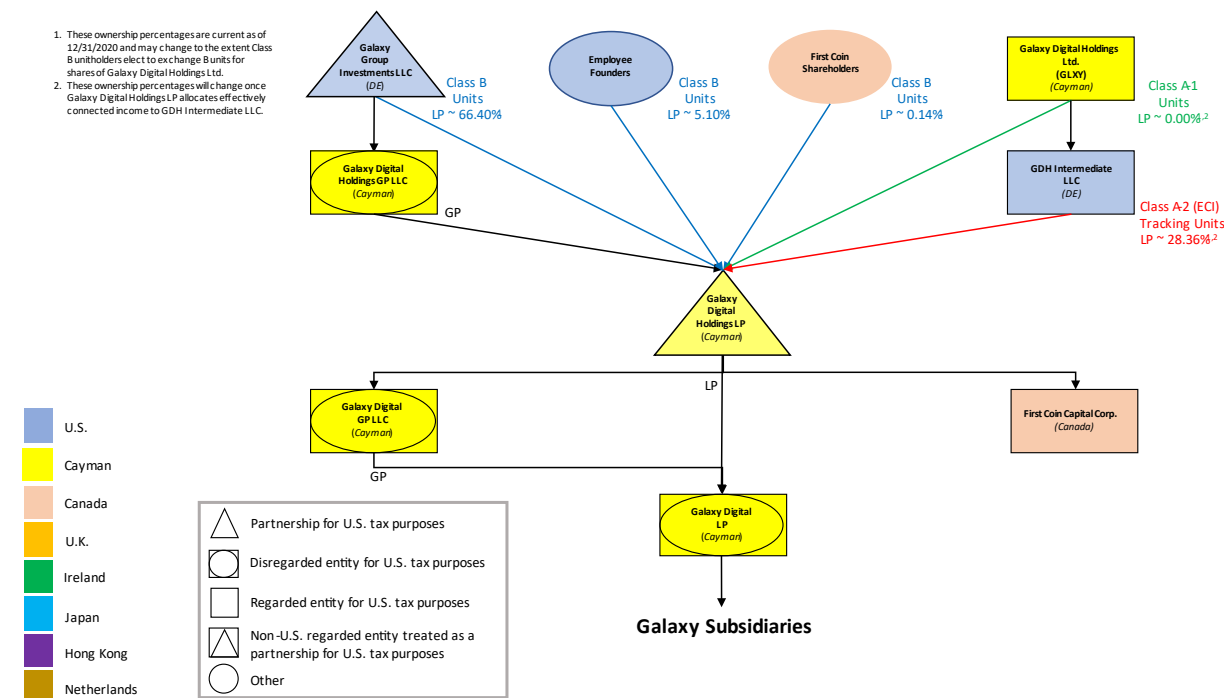 1. These ownership percentages are current as of
12/31/2020 and may change to the extent Class
B unitholders elect to exchange B units for
shares of Galaxy Digital Holdings Ltd.
2. These ownership percentages will change once
Galaxy Digital Holdings LP allocates effectively
connected income to GDH Intermediate LLC.
Galaxy
Group
Investments LLC
(DE)
Class B
Units
LP ~ 66.40%
Employee
Founders
Class B
Units
LP ~ 5.10%
First Coin
Shareholders
Class B
Units
LP ~ 0.14%
Galaxy Digital Holdings
Ltd.
(GLXY)
(Cayman)
Class A-1
Units
LP ~ 0.00%1,2
Galaxy Digital
Holdings GP LLC
(Cayman)
GP
GDH Intermediate
LLC
(DE)
Class A-2 (ECI)
Tracking Units
LP ~ 28.36%1,2
Galaxy
Digital
Holdings LP
(Cayman)
LP
Galaxy Digital
GP LLC
(Cayman)
GP
First Coin Capital Corp.
(Canada)
Galaxy Digital
LP
(Cayman)
Galaxy Subsidiaries
U.S.
Cayman
Canada
U.K.
Ireland
Japan
Hong Kong
Netherlands
Partnership for U.S. tax purposes
Disregarded entity for U.S. tax purposes
Regarded entity for U.S. tax purposes
Non-U.S. regarded entity treated as a
partnership for U.S. tax purposes
Other